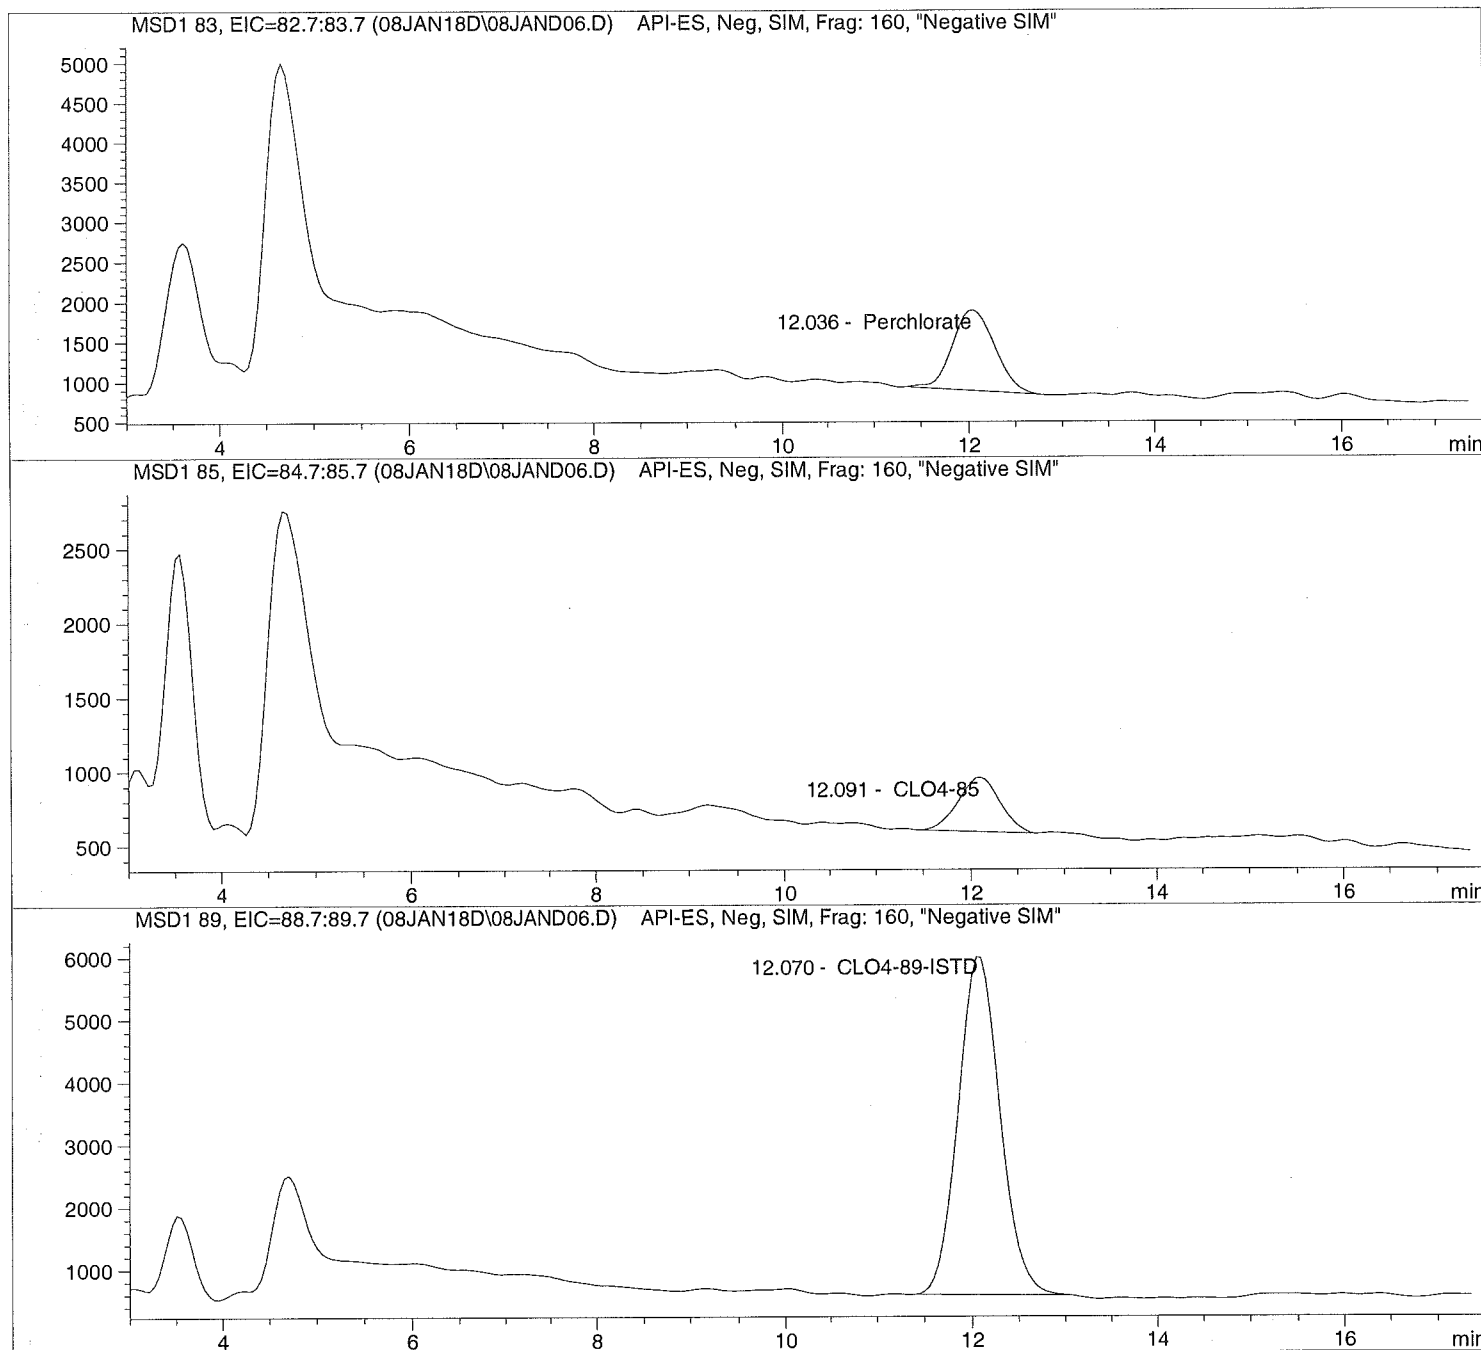 MSD1 83, EIC=82.7:83.7 (08JAN18D\08JAND06.D) API-ES, Neg, SIM, Frag: 160, "Negative SIM"
5000
4500
4000
3500
3000
2500
2000
1500
1000
500
12.036 - Perchlorate
4 6 8 10 12 14 16 min
MSD1 85, EIC=84.7:85.7 (08JAN18D\08JAND06.D) API-ES, Neg, SIM, Frag: 160, "Negative SIM"
2500
2000
1500
1000
500
12.091 - CLO4-85
4 6 8 10 12 14 16 min
MSD1 89, EIC=88.7:89.7 (08JAN18D\08JAND06.D) API-ES, Neg, SIM, Frag: 160, "Negative SIM"
6000
5000
4000
3000
2000
1000
12.070 - CLO4-89-ISTD
4 6 8 10 12 14 16 min